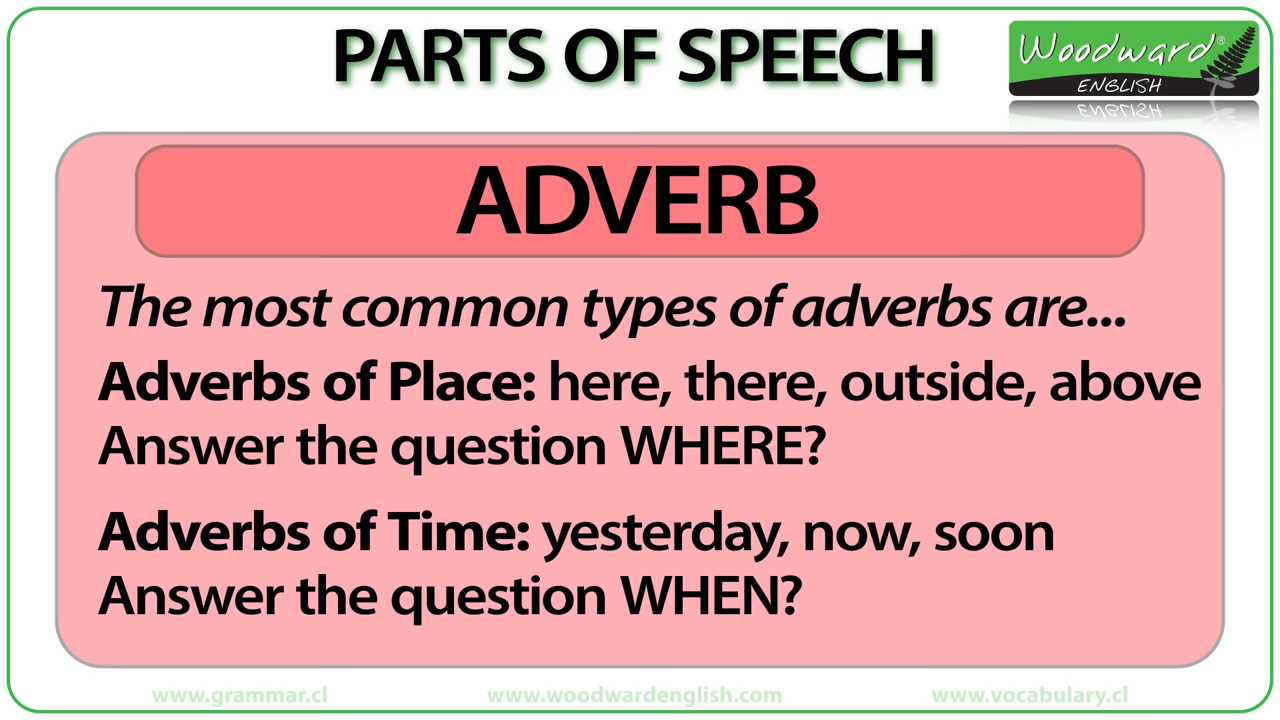 PARTS OF SPEECH
Woodward®
ENGLISH
ADVERB
The most common types of adverbs are...
Adverbs of Place: here, there, outside, above
Answer the question WHERE?
Adverbs of Time: yesterday, now, soon
Answer the question WHEN?
www.grammar.cl www.woodwardenglish.com www.vocabulary.cl